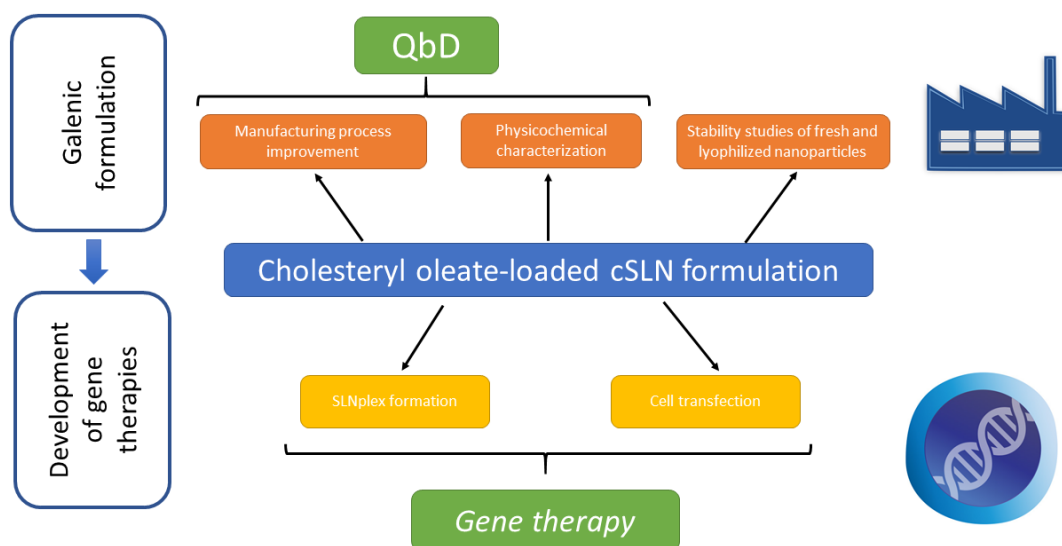 Galenic
formulation
QbD
Manufacturing process
improvement
Physicochemical
characterization
Stability studies of fresh and
lyophilized nanoparticles
Cholesteryl oleate-loaded cSLN formulation
Development
of gene
therapies
SLNplex formation
Cell transfection
Gene therapy